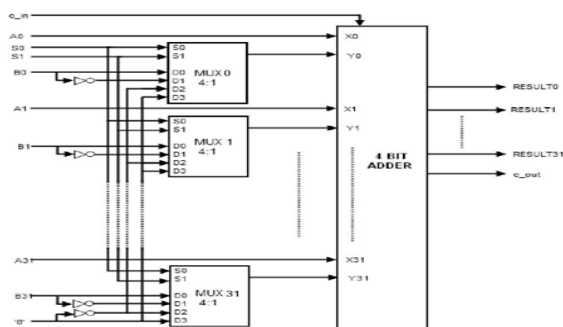 c_in
A0
X0
S0
S1
S0
S1
Y0
B0
D0
D1
D2
D3
MUX 0
4:1
RESULT0
A1
X1
RESULT1
S0
S1
Y1
MUX 1
4:1
B1
D0
D1
D2
D3
4 BIT
ADDER
RESULT31
c_out
A31
X31
S0
S1
Y31
MUX 31
4:1
B31
D0
D1
D2
D3
'0'